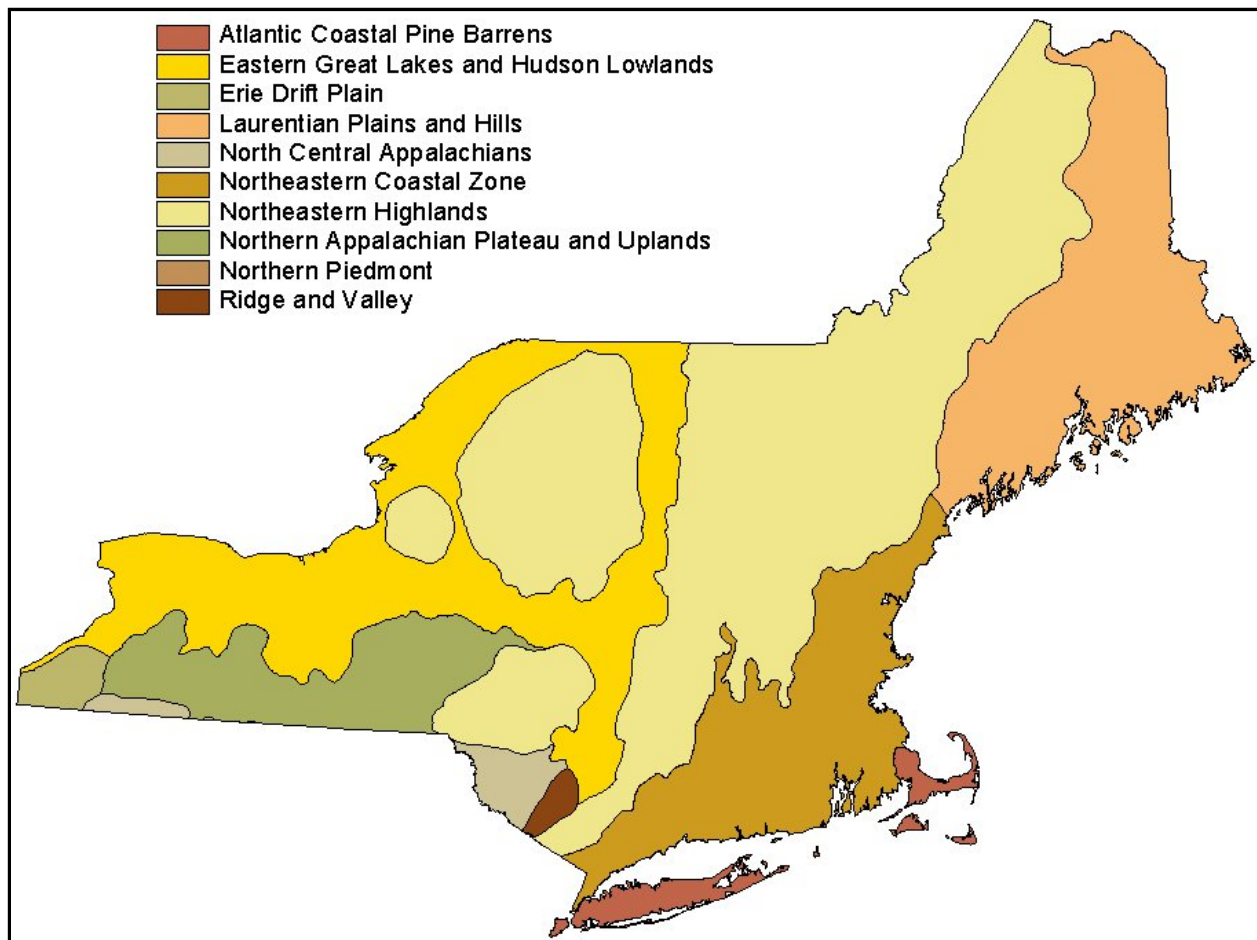 Atlantic Coastal Pine Barrens
Eastern Great Lakes and Hudson Lowlands
Erie Drift Plain
Laurentian Plains and Hills
North Central Appalachians
Northeastern Coastal Zone
Northeastern Highlands
Northern Appalachian Plateau and Uplands
Northern Piedmont
Ridge and Valley